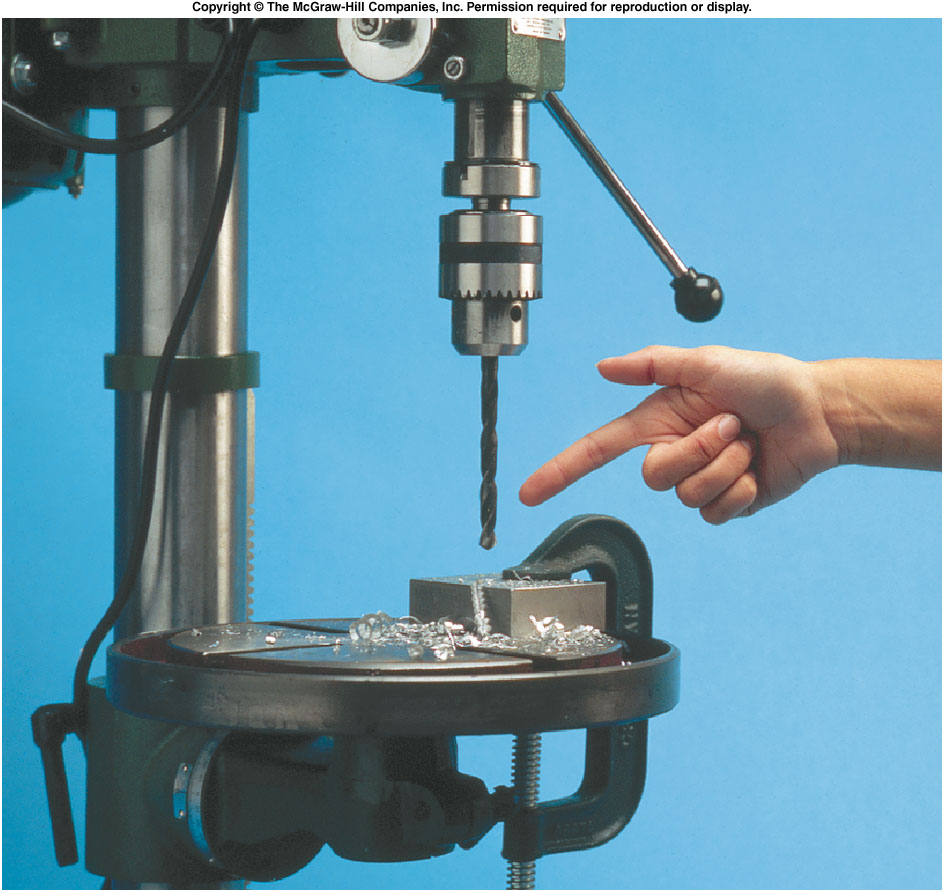 Copyright © The McGraw-Hill Companies, Inc. Permission required for reproduction or display.